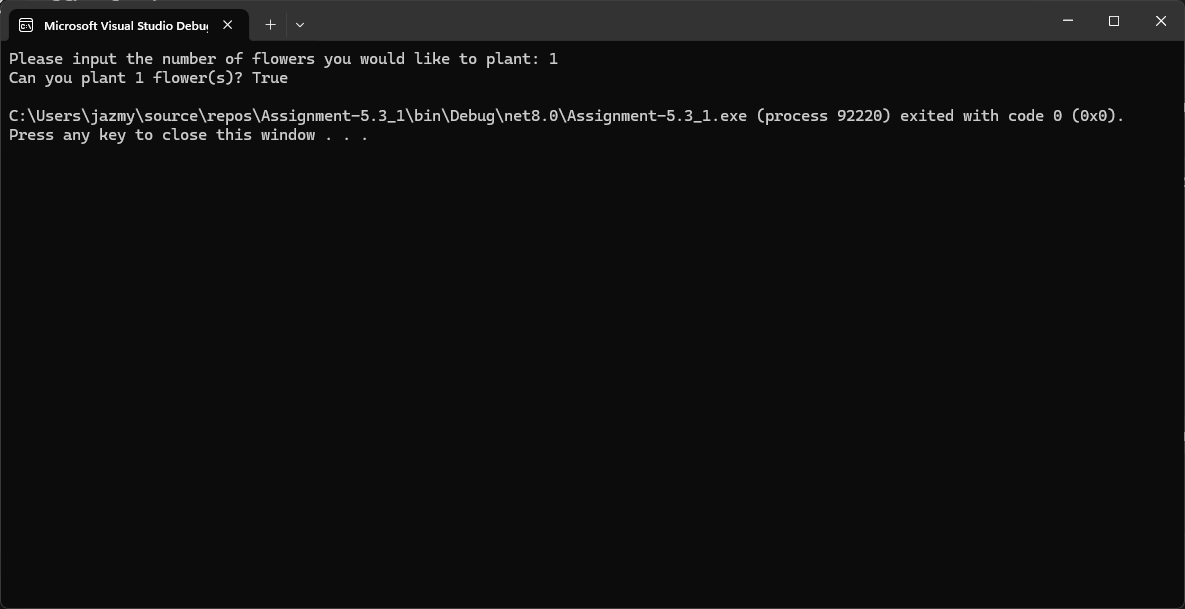 Microsoft Visual Studio Debug
Please input the number of flowers you would like to plant: 1
Can you plant 1 flower(s)? True
C:\Users\jazmy\source\repos\Assignment-5.3_1\bin\Debug\net8.0\Assignment-5.3_1.exe (process 92220) exited with code 0 (0x0).
Press any key to close this window . . .